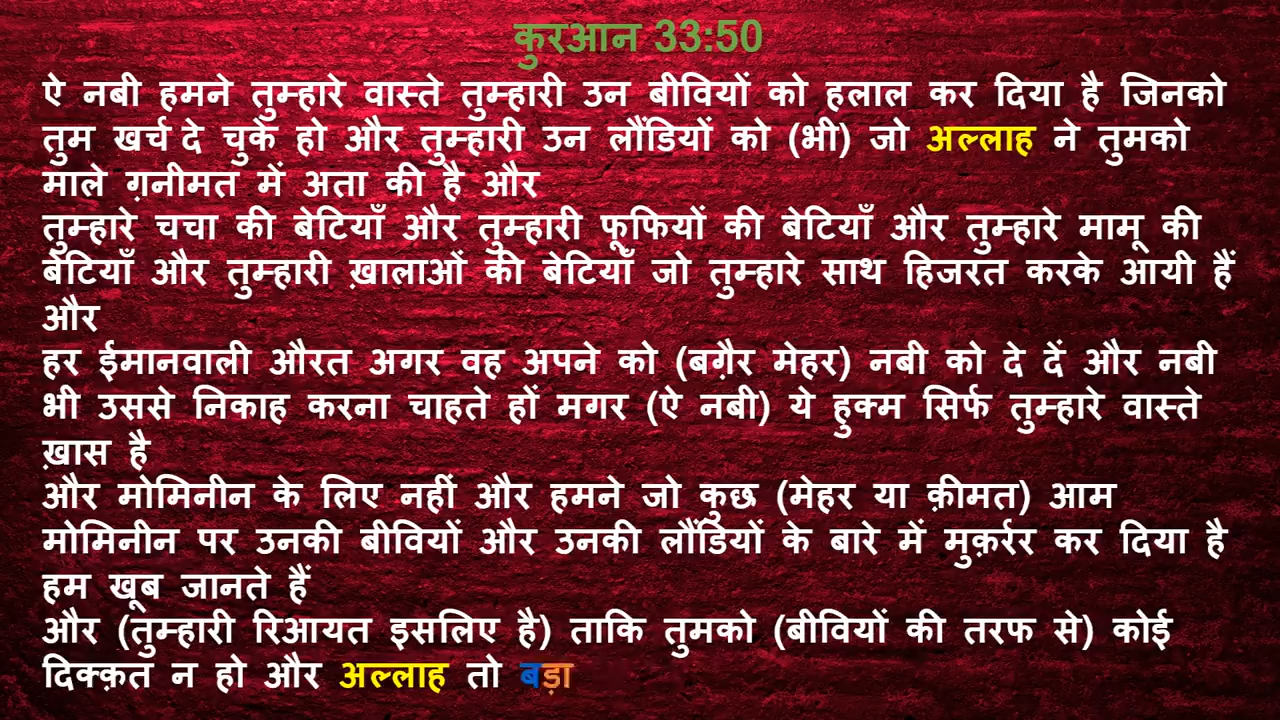 कुरआन 33:50
ऐ नबी हमने तुम्हारे वास्ते तुम्हारी उन बीवियों को हलाल कर दिया है जिनको
तुम खर्च दे चुके हो और तुम्हारी उन लौंडियों को (भी) जो अल्लाह ने तुमको
माले ग़नीमत में अता की है और
तुम्हारे चचा की बेटियाँ और तुम्हारी फूफियों की बेटियाँ और तुम्हारे मामू की
बेटियाँ और तुम्हारी ख़ालाओं की बेटियाँ जो तुम्हारे साथ हिजरत करके आयी हैं
और
हर ईमानवाली औरत अगर वह अपने को (बग़ैर मेहर) नबी को दे दें और नबी
भी उससे निकाह करना चाहते हों मगर (ऐ नबी) ये हुक्म सिर्फ तुम्हारे वास्ते
ख़ास है
और मोमिनीन के लिए नहीं और हमने जो कुछ (मेहर या क़ीमत) आम
मोमिनीन पर उनकी बीवियों और उनकी लौंडियों के बारे में मुक़र्रर कर दिया है
हम खूब जानते हैं
और (तुम्हारी रिआयत इसलिए है) ताकि तुमको (बीवियों की तरफ से) कोई
दिक्क़त न हो और अल्लाह तो बड़ा